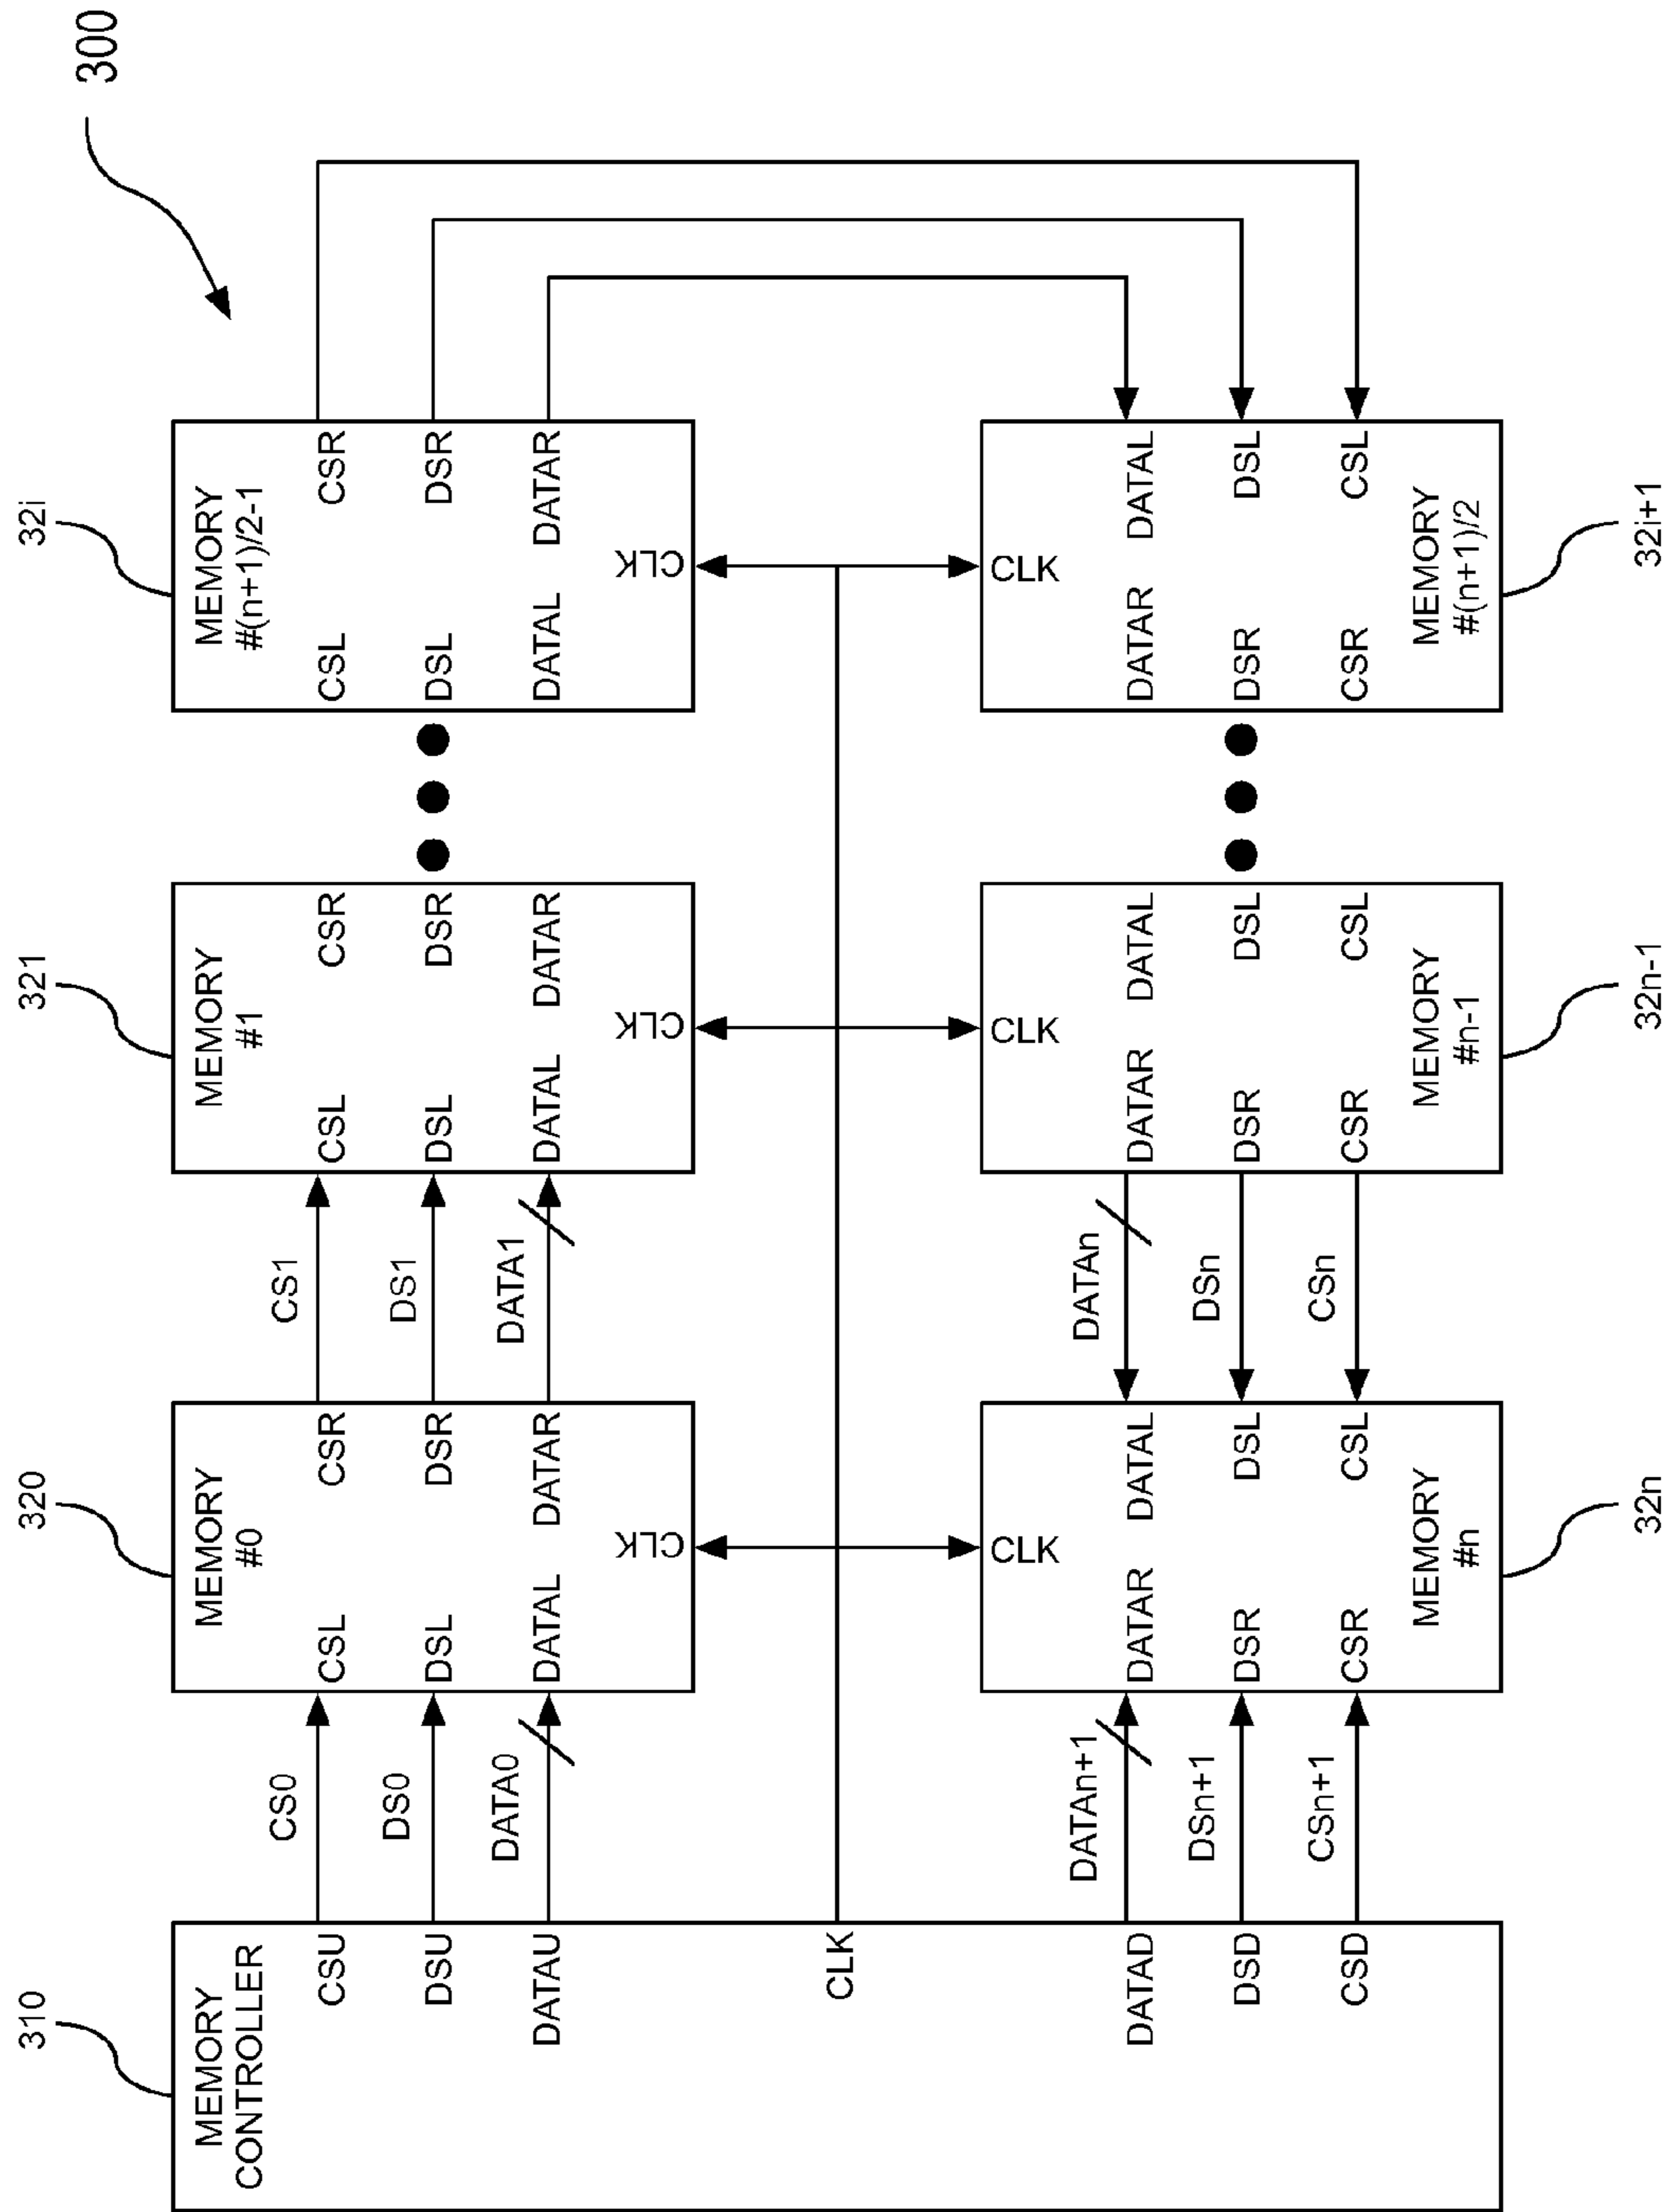 300
310
MEMORY
CONTROLLER
CSU
DSU
DATAU
CLK
DATAD
DSD
CSD
CS0
DS0
DATA0
DATAn+1
DSn+1
CSn+1
320
MEMORY
#0
CSL CSR
DSL DSR
DATAL DATAR
CLK
CS1
DS1
DATA1
321
MEMORY
#1
CSL CSR
DSL DSR
DATAL DATAR
CLK
32i
MEMORY
#(n+1)/2-1
CSL CSR
DSL DSR
DATAL DATAR
CLK
CLK
DATAR DATAL
DSR DSL
CSR CSL
MEMORY
#n
32n
DATAn
DSn
CSn
CLK
DATAR DATAL
DSR DSL
CSR CSL
MEMORY
#n-1
32n-1
CLK
DATAR DATAL
DSR DSL
CSR CSL
MEMORY
#(n+1)/2
32i+1